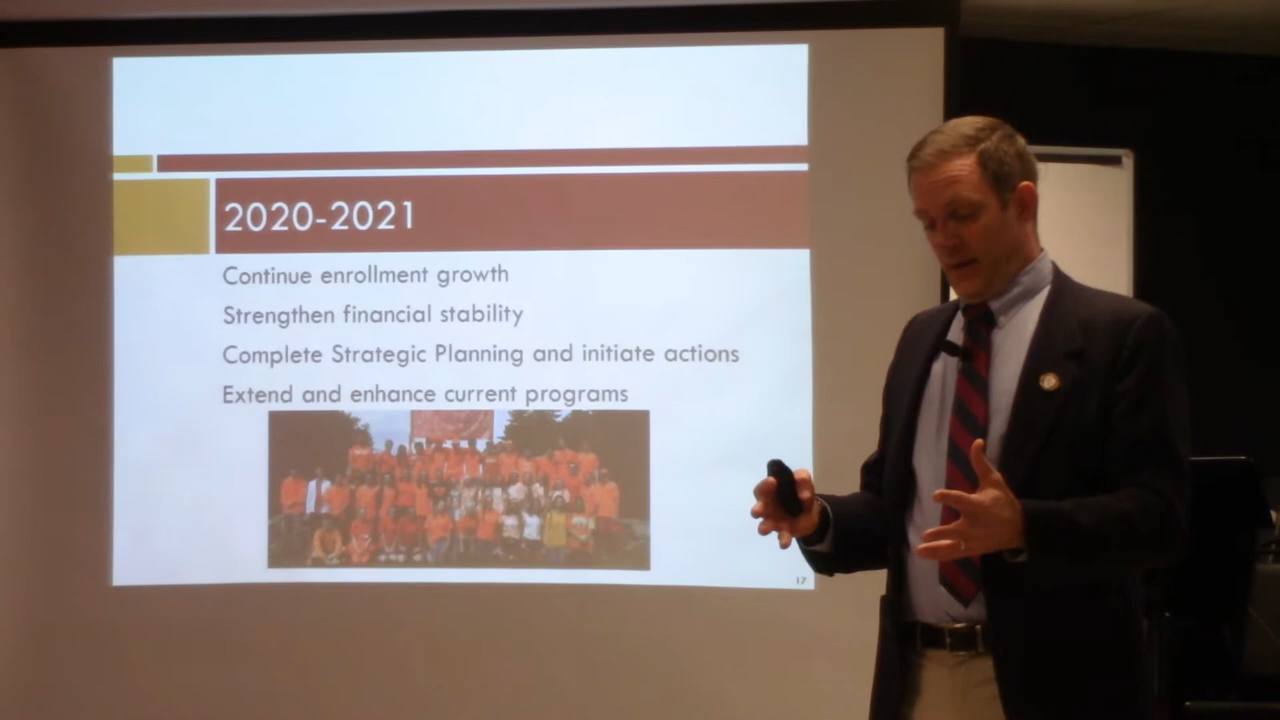 2020-2021
Continue enrollment growth
Strengthen financial stability
Complete Strategic Planning and initiate actions
Extend and enhance current programs
17